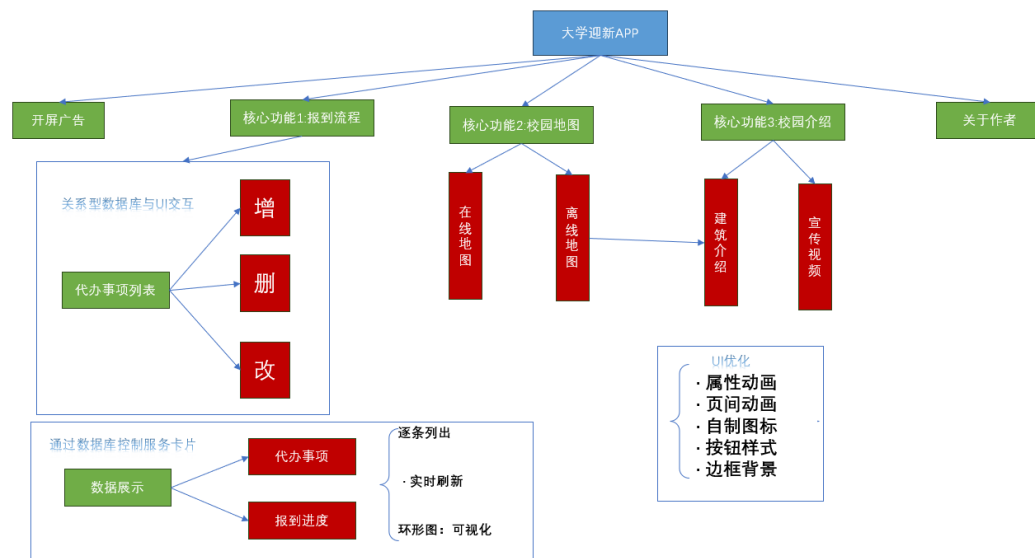 大学迎新APP
开屏广告
核心功能1:报到流程
核心功能2:校园地图
核心功能3:校园介绍
关于作者
关系型数据库与UI交互
代办事项列表
增
删
改
在线地图
离线地图
建筑介绍
宣传视频
UI优化
· 属性动画
· 页间动画
· 自制图标
· 按钮样式
· 边框背景
通过数据库控制服务卡片
数据展示
代办事项
报到进度
逐条列出
· 实时刷新
环形图：可视化